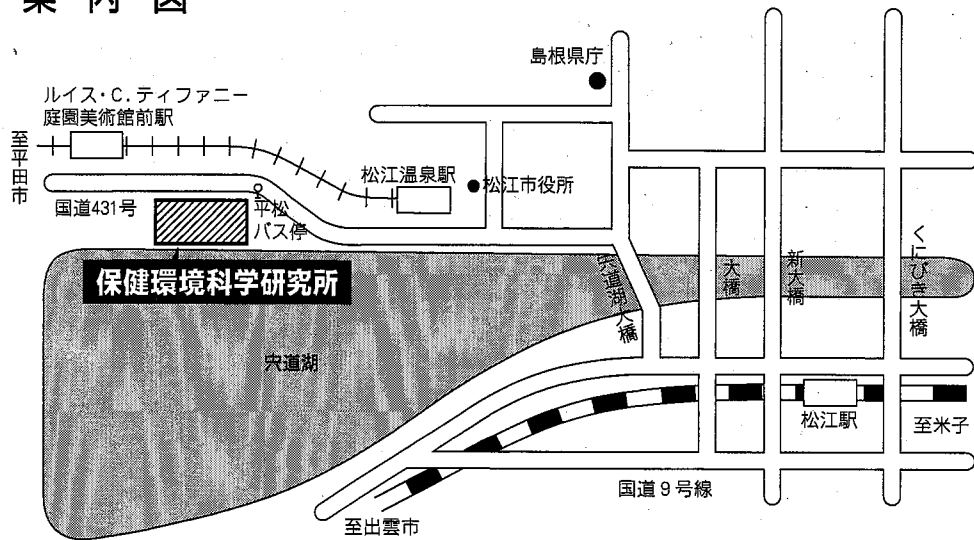 案内図
島根県庁
ルイス・C.ティファニー
庭園美術館前駅
至平田市
松江温泉駅
松江市役所
国道431号
平松
バス停
保健環境科学研究所
宍道湖大橋
大橋
新大橋
くにびき大橋
宍道湖
松江駅
至米子
国道9号線
至出雲市